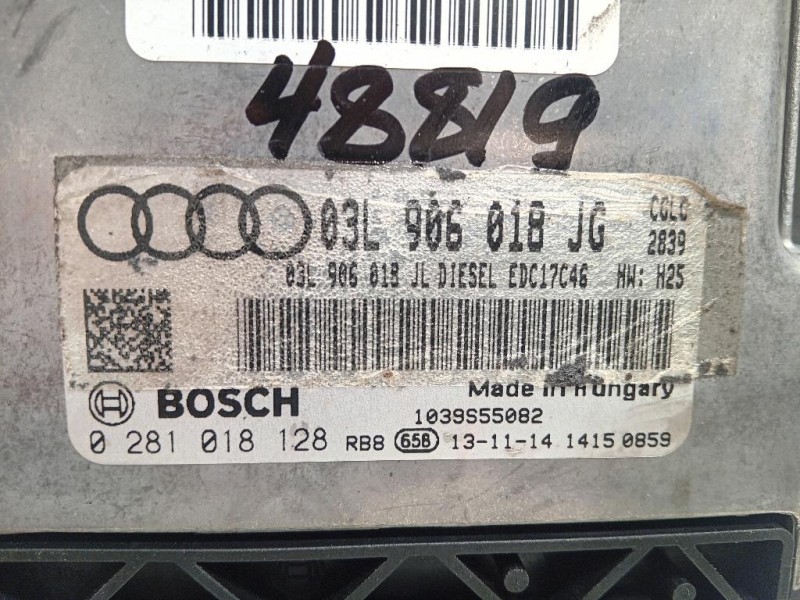 48819
03L 906 018 JG CGLC
2839
03L 906 018 JL DIESEL EDC17C46 HW: H25
BOSCH Made in Hungary
1039S55082
0 281 018 128 RB8 658 13-11-14 1415 0859